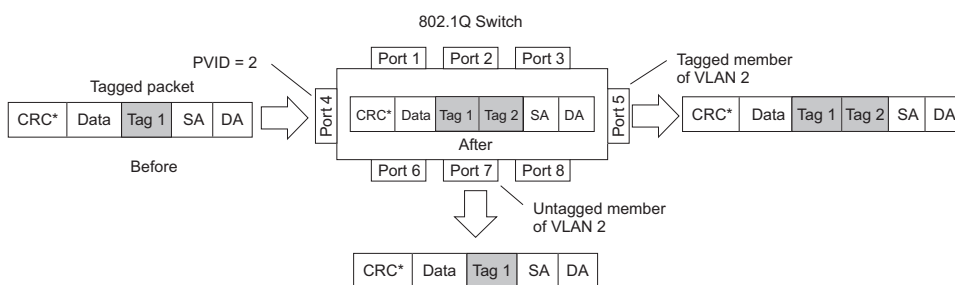 802.1Q Switch
PVID = 2
Port 1 Port 2 Port 3
Tagged member
of VLAN 2
Tagged packet
CRC* Data Tag 1 SA DA
Port 4
CRC* Data Tag 1 Tag 2 SA DA
Port 5
CRC* Data Tag 1 Tag 2 SA DA
After
Before
Port 6 Port 7 Port 8
Untagged member
of VLAN 2
CRC* Data Tag 1 SA DA